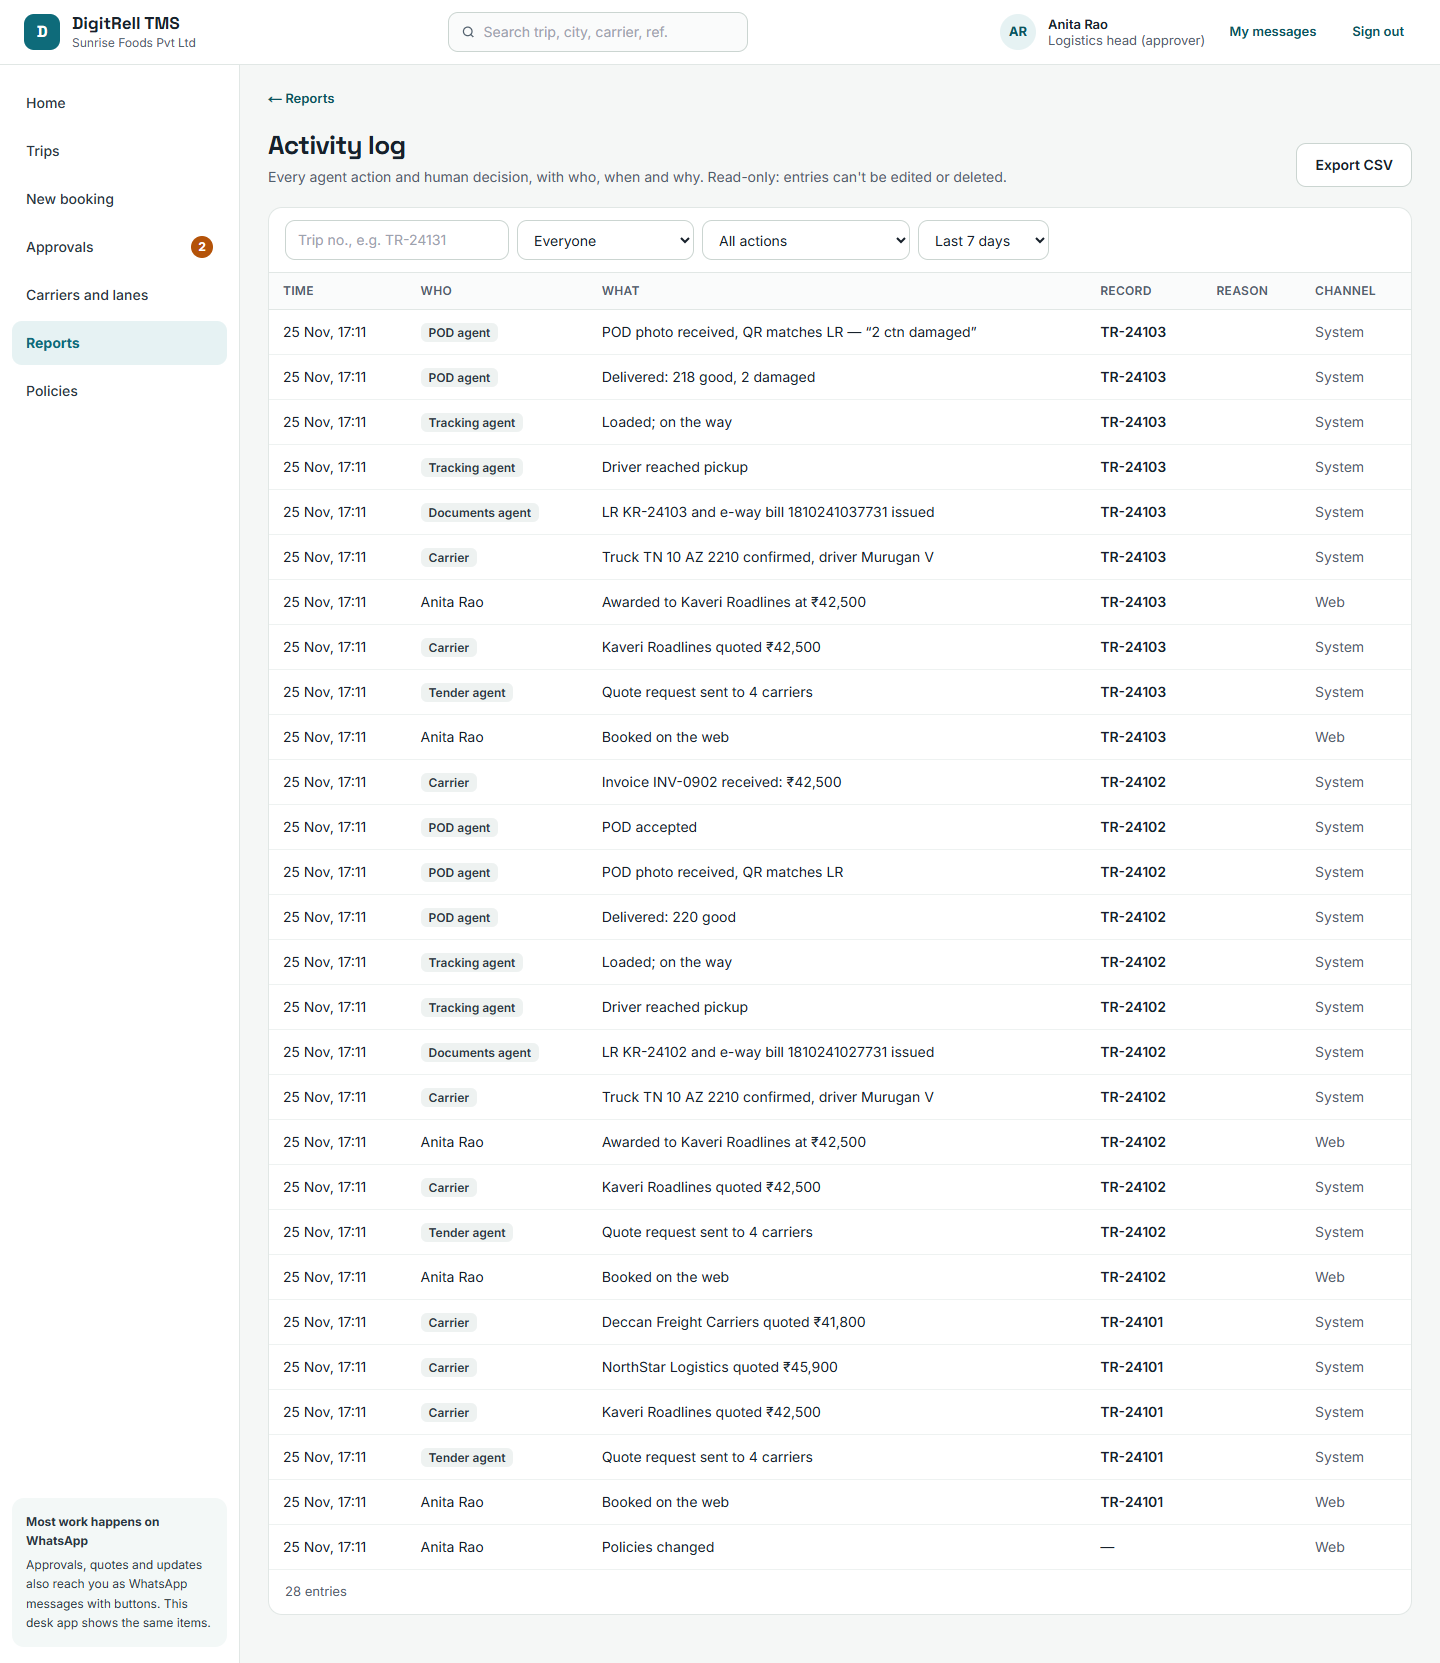 D
DigitRell TMS
Sunrise Foods Pvt Ltd
Search trip, city, carrier, ref.
AR
Anita Rao
Logistics head (approver)
My messages
Sign out
Home
Trips
New booking
Approvals 2
Carriers and lanes
Reports
Policies
Most work happens on
WhatsApp
Approvals, quotes and updates
also reach you as WhatsApp
messages with buttons. This
desk app shows the same items.
← Reports
Activity log
Every agent action and human decision, with who, when and why. Read-only: entries can't be edited or deleted.
Export CSV
Trip no., e.g. TR-24131 Everyone All actions Last 7 days
TIME WHO WHAT RECORD REASON CHANNEL
25 Nov, 17:11 POD agent POD photo received, QR matches LR — “2 ctn damaged” TR-24103 System
25 Nov, 17:11 POD agent Delivered: 218 good, 2 damaged TR-24103 System
25 Nov, 17:11 Tracking agent Loaded; on the way TR-24103 System
25 Nov, 17:11 Tracking agent Driver reached pickup TR-24103 System
25 Nov, 17:11 Documents agent LR KR-24103 and e-way bill 1810241037731 issued TR-24103 System
25 Nov, 17:11 Carrier Truck TN 10 AZ 2210 confirmed, driver Murugan V TR-24103 System
25 Nov, 17:11 Anita Rao Awarded to Kaveri Roadlines at ₹42,500 TR-24103 Web
25 Nov, 17:11 Carrier Kaveri Roadlines quoted ₹42,500 TR-24103 System
25 Nov, 17:11 Tender agent Quote request sent to 4 carriers TR-24103 System
25 Nov, 17:11 Anita Rao Booked on the web TR-24103 Web
25 Nov, 17:11 Carrier Invoice INV-0902 received: ₹42,500 TR-24102 System
25 Nov, 17:11 POD agent POD accepted TR-24102 System
25 Nov, 17:11 POD agent POD photo received, QR matches LR TR-24102 System
25 Nov, 17:11 POD agent Delivered: 220 good TR-24102 System
25 Nov, 17:11 Tracking agent Loaded; on the way TR-24102 System
25 Nov, 17:11 Tracking agent Driver reached pickup TR-24102 System
25 Nov, 17:11 Documents agent LR KR-24102 and e-way bill 1810241027731 issued TR-24102 System
25 Nov, 17:11 Carrier Truck TN 10 AZ 2210 confirmed, driver Murugan V TR-24102 System
25 Nov, 17:11 Anita Rao Awarded to Kaveri Roadlines at ₹42,500 TR-24102 Web
25 Nov, 17:11 Carrier Kaveri Roadlines quoted ₹42,500 TR-24102 System
25 Nov, 17:11 Tender agent Quote request sent to 4 carriers TR-24102 System
25 Nov, 17:11 Anita Rao Booked on the web TR-24102 Web
25 Nov, 17:11 Carrier Deccan Freight Carriers quoted ₹41,800 TR-24101 System
25 Nov, 17:11 Carrier NorthStar Logistics quoted ₹45,900 TR-24101 System
25 Nov, 17:11 Carrier Kaveri Roadlines quoted ₹42,500 TR-24101 System
25 Nov, 17:11 Tender agent Quote request sent to 4 carriers TR-24101 System
25 Nov, 17:11 Anita Rao Booked on the web TR-24101 Web
25 Nov, 17:11 Anita Rao Policies changed — Web
28 entries